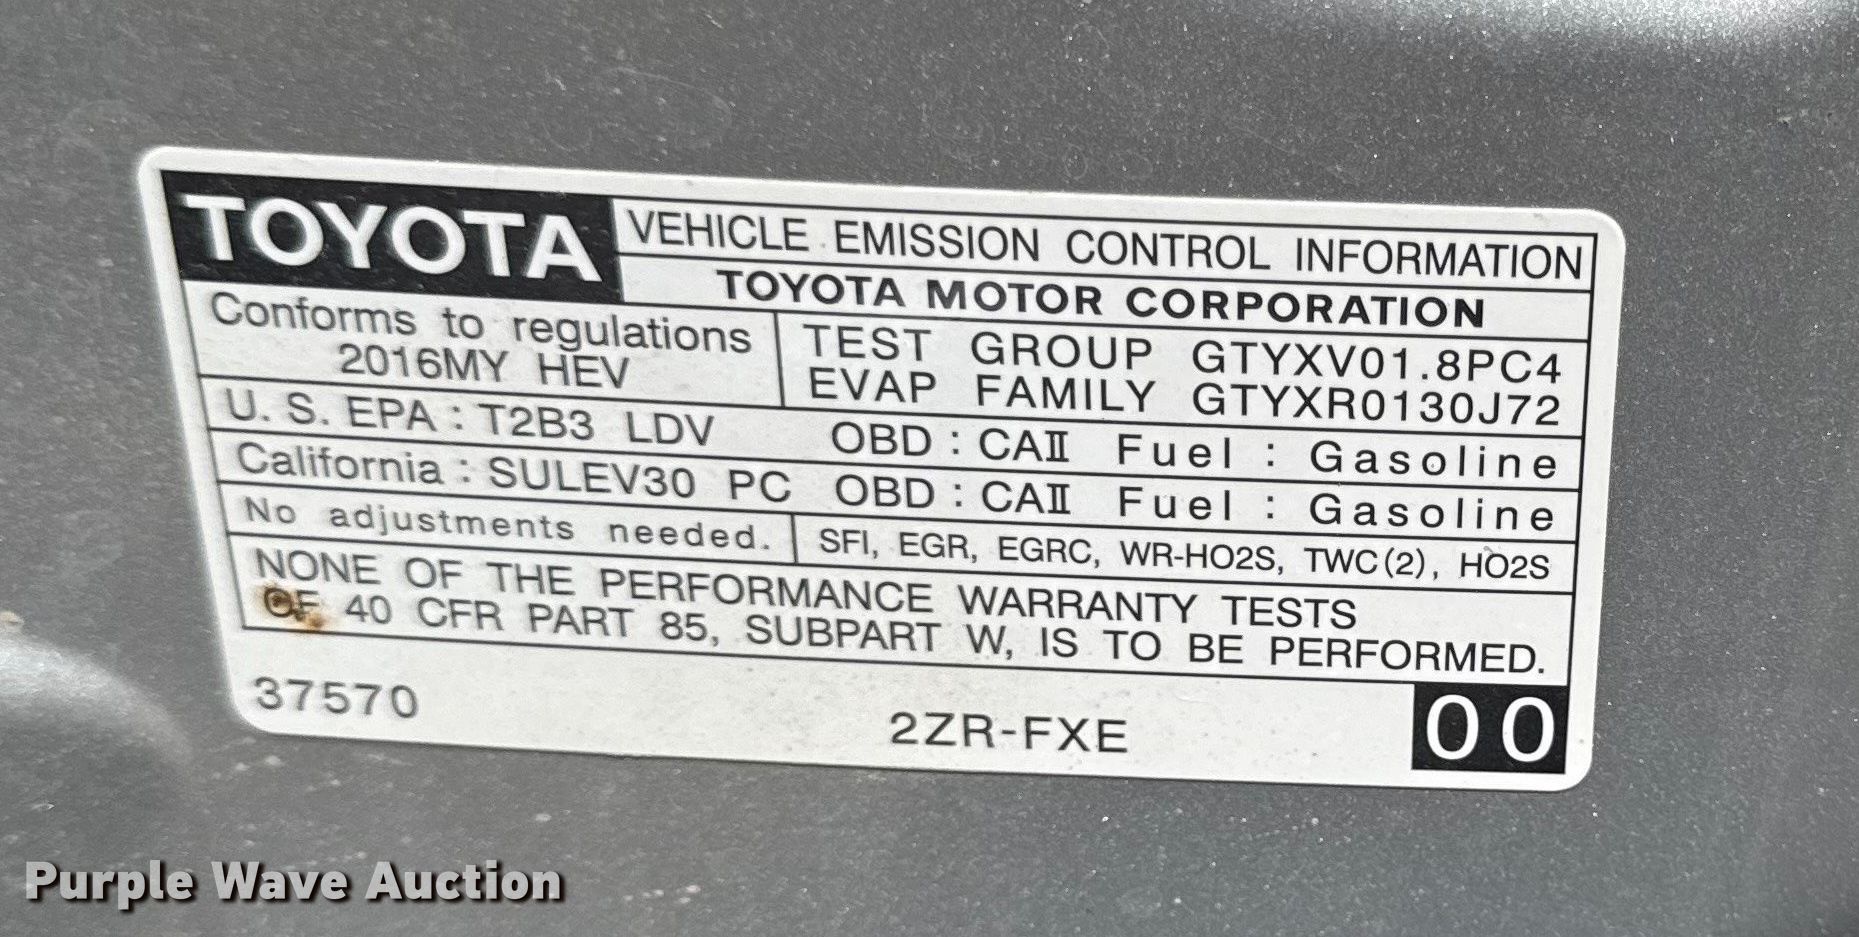 TOYOTA
VEHICLE EMISSION CONTROL INFORMATION
TOYOTA MOTOR CORPORATION
Conforms to regulations
2016MY HEV
TEST GROUP GTYXV01.8PC4
EVAP FAMILY GTYXR0130J72
U. S. EPA : T2B3 LDV OBD : CAⅡ Fuel : Gasoline
California : SULEV30 PC OBD : CAⅡ Fuel : Gasoline
No adjustments needed.
SFI, EGR, EGRC, WR-HO2S, TWC(2), HO2S
NONE OF THE PERFORMANCE WARRANTY TESTS
OF 40 CFR PART 85, SUBPART W, IS TO BE PERFORMED.
37570
2ZR-FXE
00
Purple Wave Auction